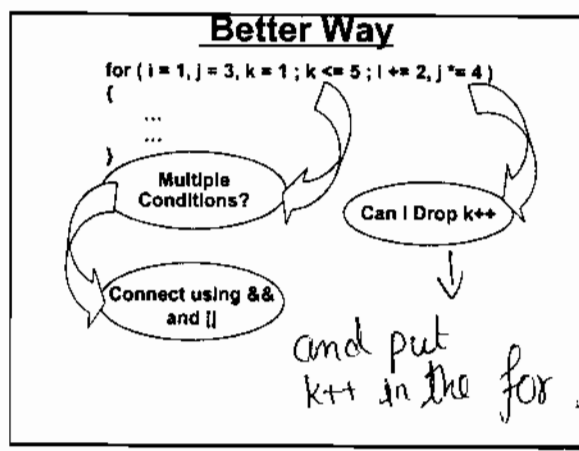 Better Way
for ( i = 1, j = 3, k = 1 ; k <= 5 ; I += 2, j *= 4 )
{
...
...
}
Multiple
Conditions?
Can I Drop k++
Connect using &&
and ||
and put
k++ in the for .